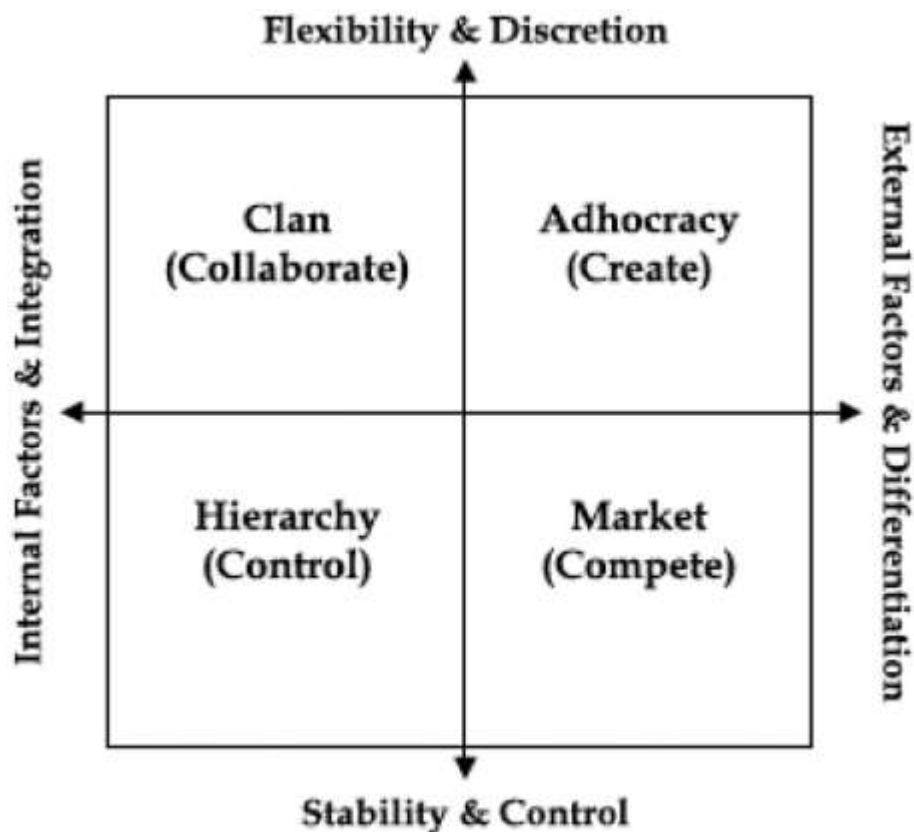 Flexibility & Discretion
Internal Factors & Integration
External Factors & Differentiation
Clan
(Collaborate)
Adhocracy
(Create)
Hierarchy
(Control)
Market
(Compete)
Stability & Control